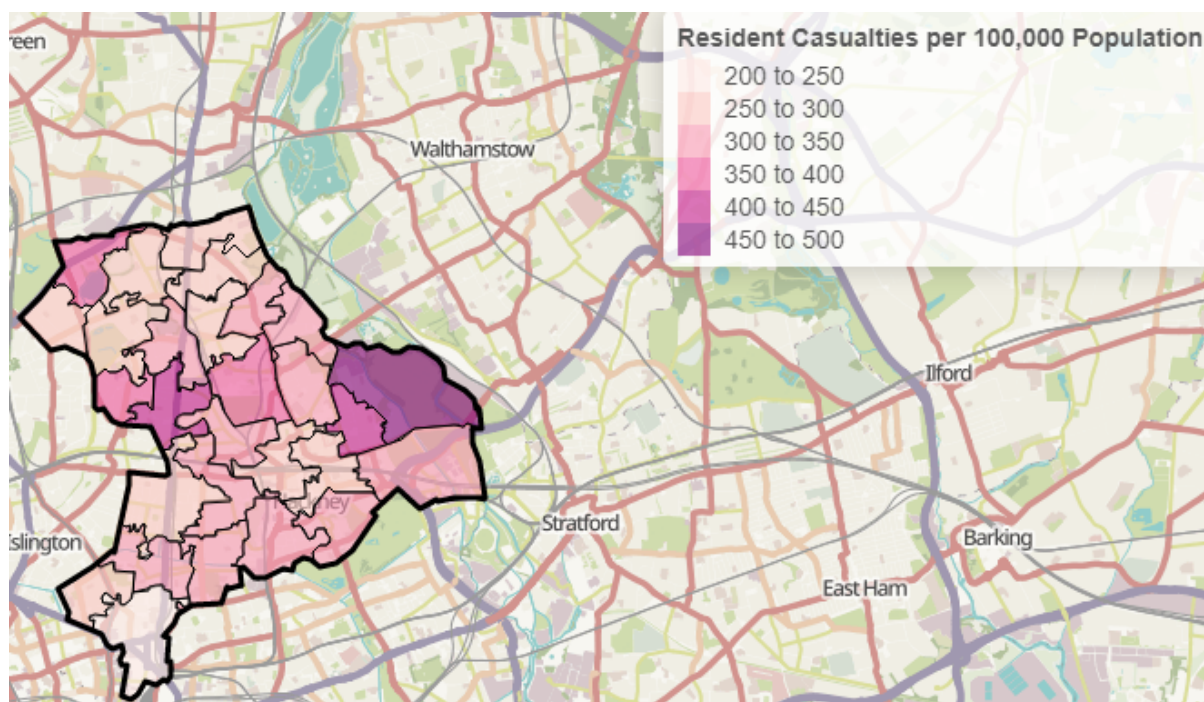 reen
Resident Casualties per 100,000 Population
200 to 250
250 to 300
300 to 350
350 to 400
400 to 450
450 to 500
Walthamstow
Ilford
Hackney
Stratford
Islington
Barking
East Ham